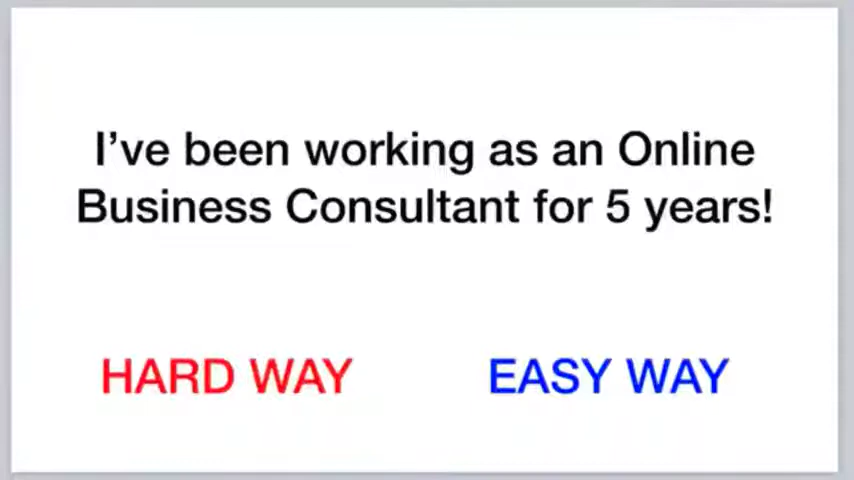 I’ve been working as an Online
Business Consultant for 5 years!
HARD WAY EASY WAY